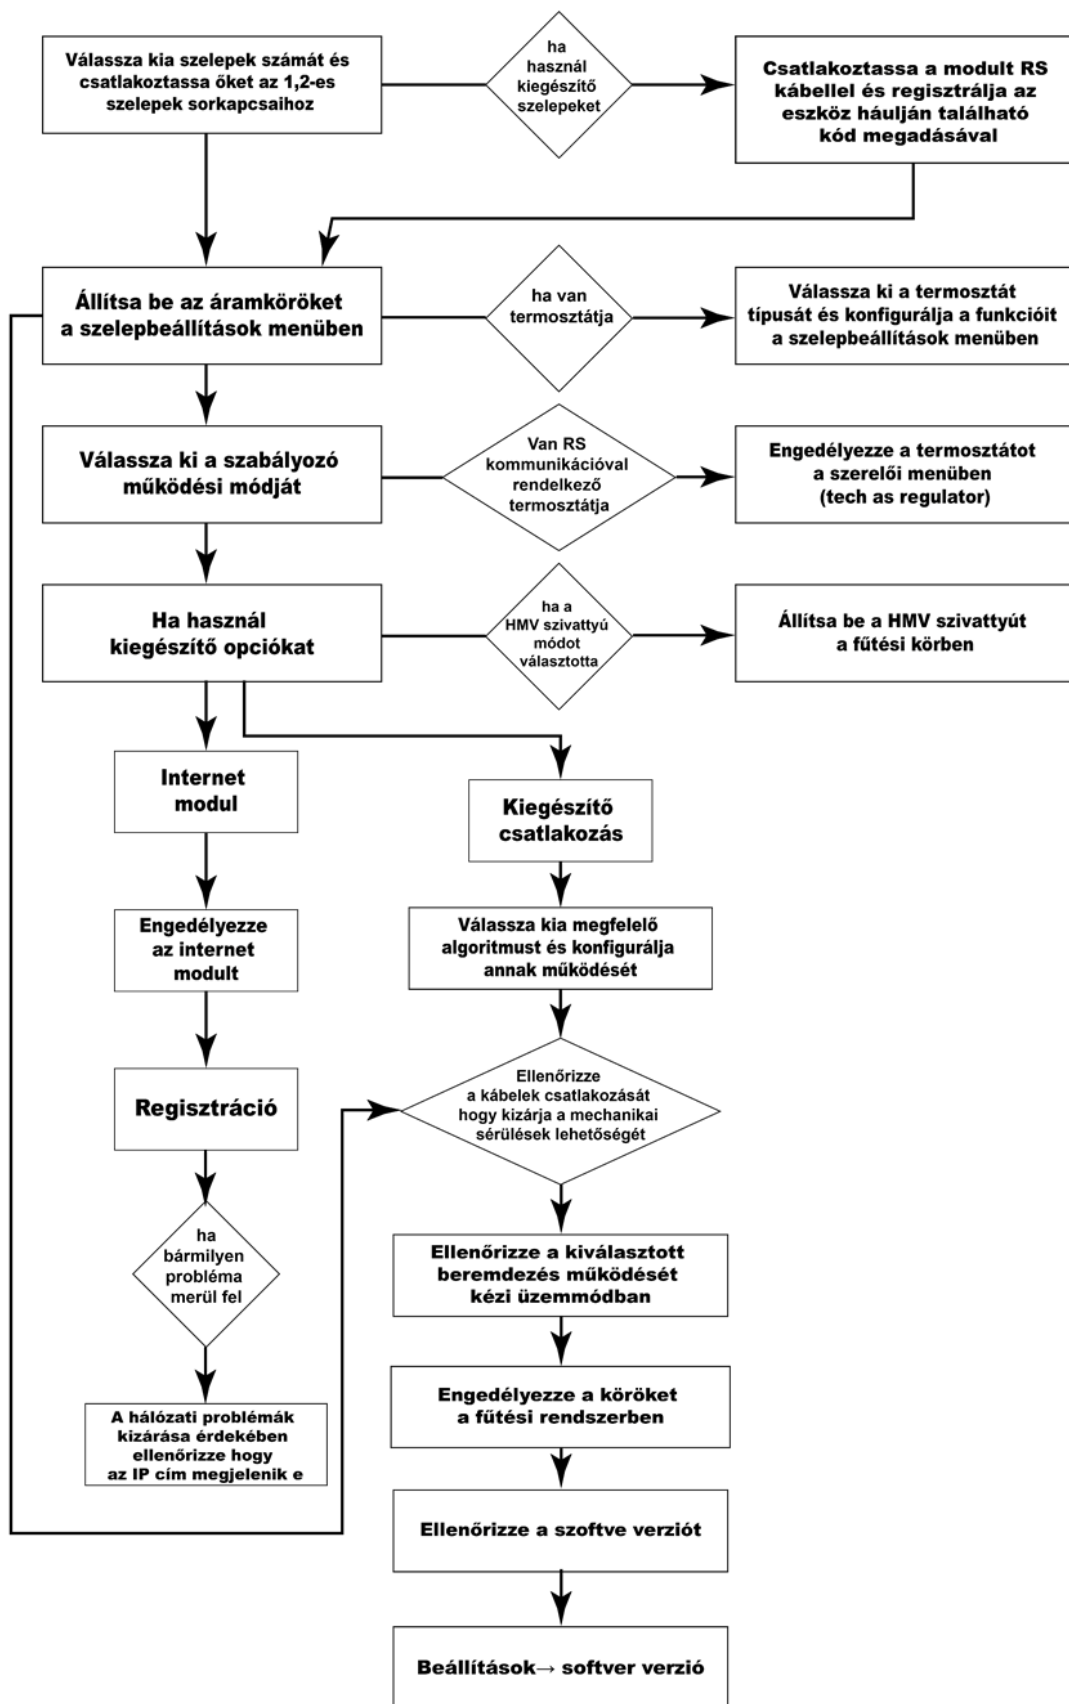 Válassza kia szelepek számát és
csatlakoztassa őket az 1,2-es
szelepek sorkapcsaihoz
ha
használ
kiegészítő
szelepeket
Csatlakoztassa a modult RS
kábellel és regisztrálja az
eszköz háulján található
kód megadásával
Állítsa be az áramköröket
a szelepbeállítások menüben
ha van
termosztátja
Válassza ki a termosztát
típusát és konfigurálja a funkcióit
a szelepbeállítások menüben
Válassza ki a szabályozó
működési módját
Van RS
kommunikációval
rendelkező
termosztátja
Engedélyezze a termosztátot
a szerelői menüben
(tech as regulator)
Ha használ
kiegészítő opciókat
ha a
HMV szivattyú
módot
választotta
Állítsa be a HMV szivattyút
a fűtési körben
Internet
modul
Kiegészítő
csatlakozás
Engedélyezze
az internet
modult
Válassza kia megfelelő
algoritmust és konfigurálja
annak működését
Regisztráció
Ellenőrizze
a kábelek csatlakozását
hogy kizárja a mechanikai
sérülések lehetőségét
ha
bármilyen
probléma
merül fel
Ellenőrizze a kiválasztott
beremdezés működését
kézi üzemmódban
A hálózati problémák
kizárása érdekében
ellenőrizze hogy
az IP cím megjelenik e
Engedélyezze a köröket
a fűtési rendszerben
Ellenőrizze a szoftve verziót
Beállítások→ softver verzió